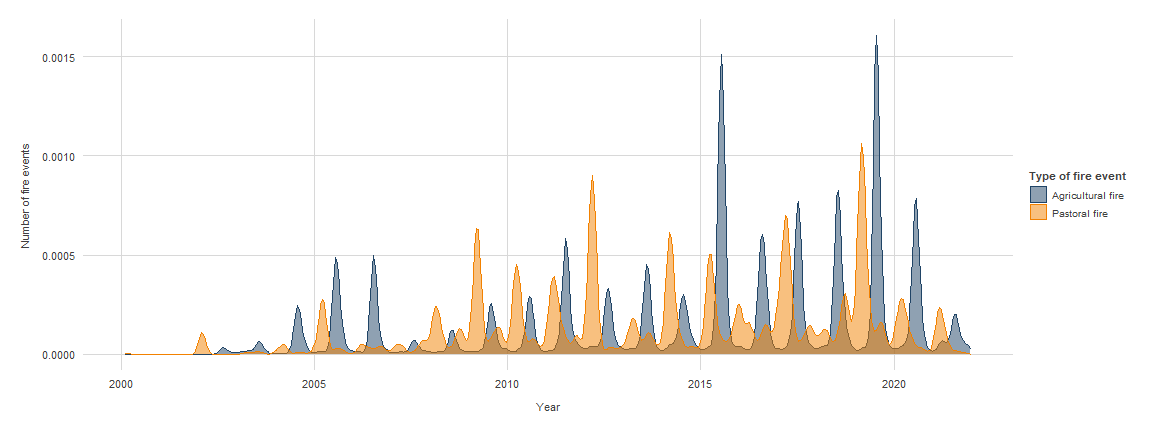 0.0015
0.0010
0.0005
0.0000
Number of fire events
2000 2005 2010 2015 2020
Year
Type of fire event
Agricultural fire
Pastoral fire